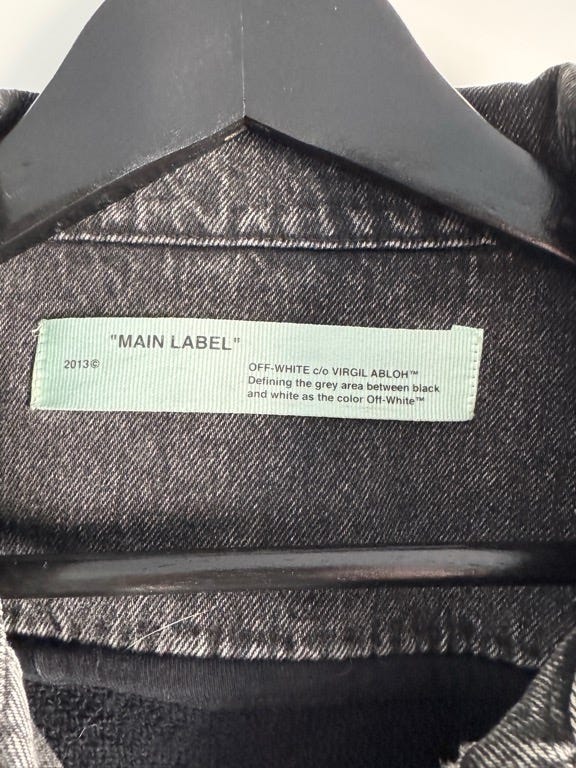 "MAIN LABEL"
2013©
OFF-WHITE c/o VIRGIL ABLOH™
Defining the grey area between black
and white as the color Off-White™